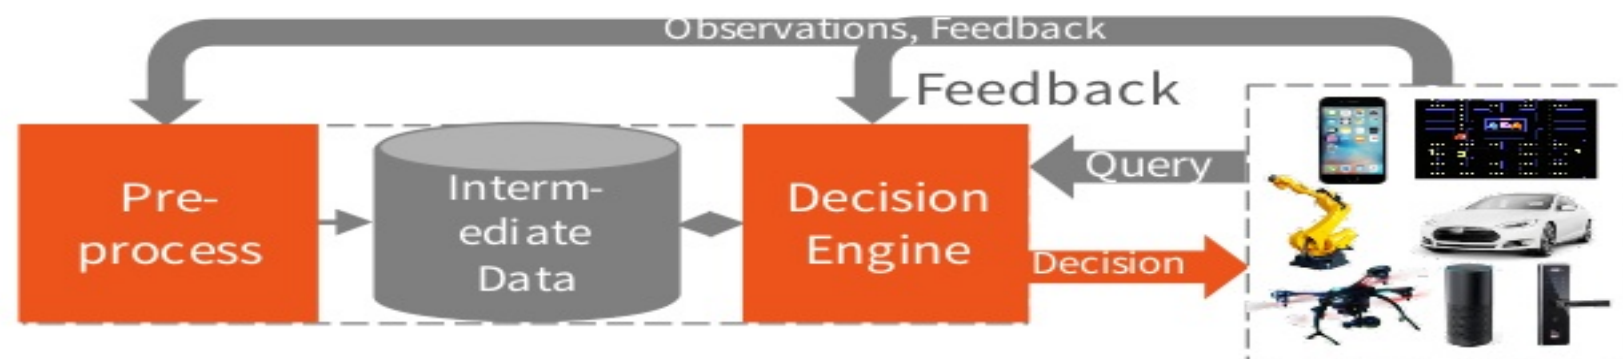 Observations, Feedback
Feedback
Pre-
process
Interm-
ediate
Data
Decision
Engine
Query
Decision